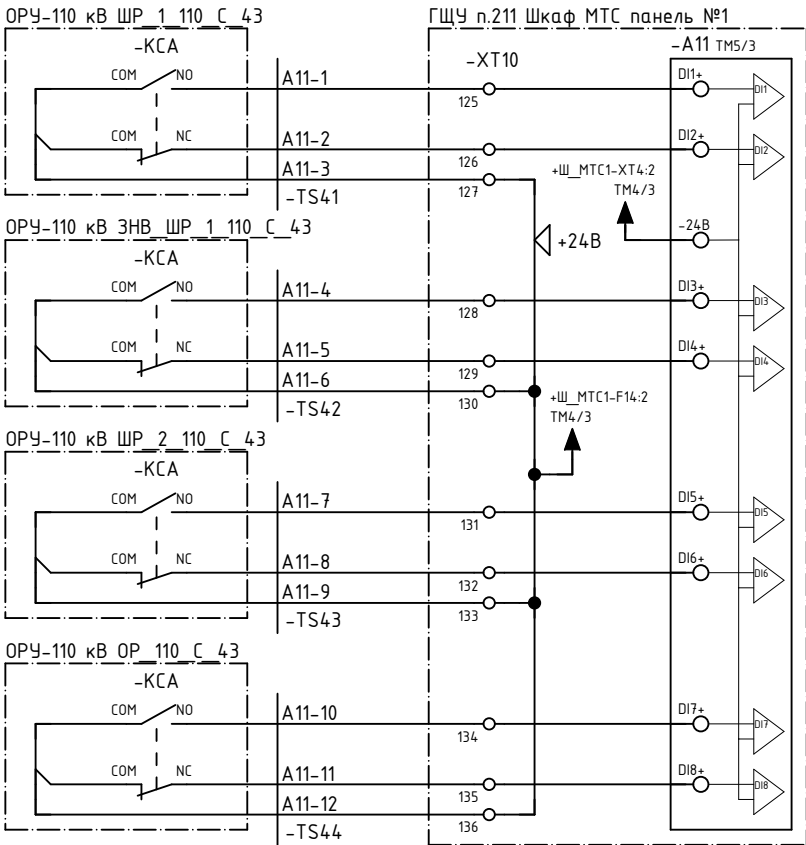 ОРУ-110 кВ ШР_1_110_С_43
ГЩУ п.211 Шкаф МТС панель №1
-КСА
-XT10
-A11 TM5/3
COM NO
A11-1
125
DI1+
DI1
COM NC
A11-2
126
DI2+
DI2
A11-3
127
-TS41
+Ш_МТС1-XT4:2
TM4/3
-24В
+24В
ОРУ-110 кВ ЗНВ_ШР_1_110_С_43
-КСА
COM NO
A11-4
128
DI3+
DI3
COM NC
A11-5
129
DI4+
DI4
A11-6
130
-TS42
+Ш_МТС1-F14:2
TM4/3
ОРУ-110 кВ ШР_2_110_С_43
-КСА
COM NO
A11-7
131
DI5+
DI5
COM NC
A11-8
132
DI6+
DI6
A11-9
133
-TS43
ОРУ-110 кВ ОР_110_С_43
-КСА
COM NO
A11-10
134
DI7+
DI7
COM NC
A11-11
135
DI8+
DI8
A11-12
136
-TS44